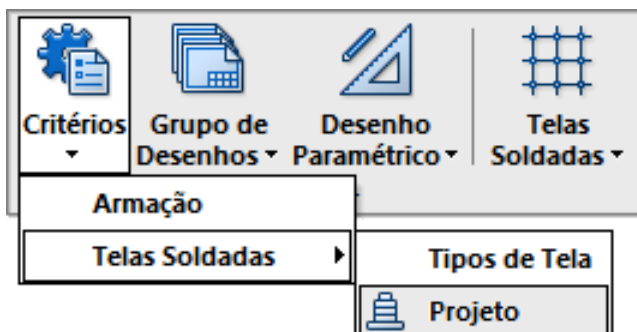 Critérios
Grupo de
Desenhos
Desenho
Paramétrico
Telas
Soldadas
Armação
Telas Soldadas
Tipos de Tela
Projeto